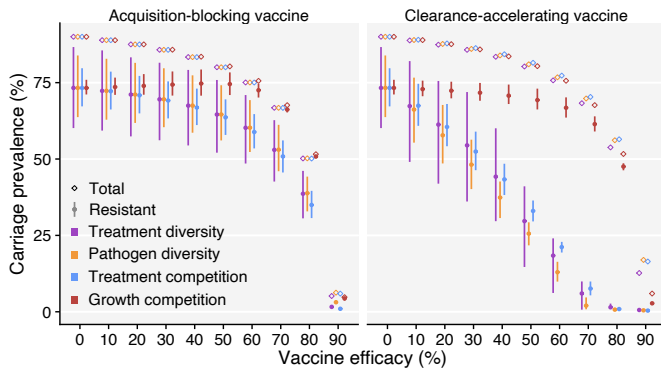 Acquisition-blocking vaccine
Clearance-accelerating vaccine
Carriage prevalence (%)
75
50
25
0
Total
Resistant
Treatment diversity
Pathogen diversity
Treatment competition
Growth competition
0 10 20 30 40 50 60 70 80 90
0 10 20 30 40 50 60 70 80 90
Vaccine efficacy (%)